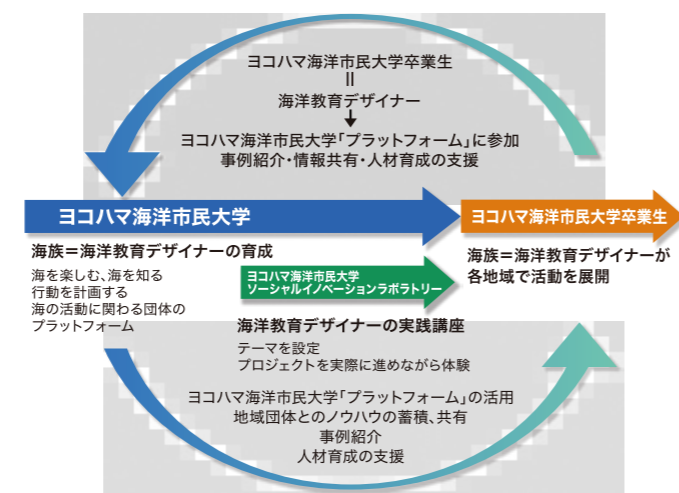 ヨコハマ海洋市民大学卒業生
||
海洋教育デザイナー
ヨコハマ海洋市民大学「プラットフォーム」に参加
事例紹介・情報共有・人材育成の支援
ヨコハマ海洋市民大学
ヨコハマ海洋市民大学卒業生
海族=海洋教育デザイナーの育成
海を楽しむ、海を知る
行動を計画する
海の活動に関わる団体の
プラットフォーム
海族=海洋教育デザイナーが
各地域で活動を展開
ヨコハマ海洋市民大学
ソーシャルイノベーションラボラトリー
海洋教育デザイナーの実践講座
テーマを設定
プロジェクトを実際に進めながら体験
ヨコハマ海洋市民大学「プラットフォーム」の活用
地域団体とのノウハウの蓄積、共有
事例紹介
人材育成の支援